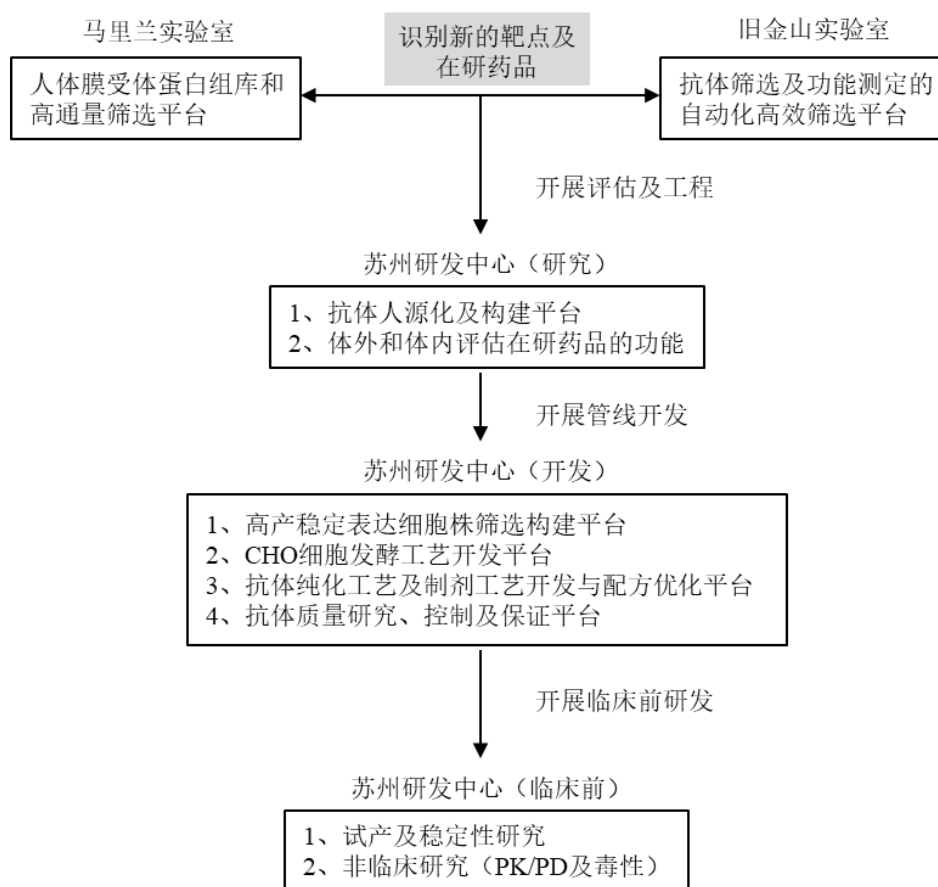 马里兰实验室
识别新的靶点及
在研药品
旧金山实验室
人体膜受体蛋白组库和
高通量筛选平台
抗体筛选及功能测定的
自动化高效筛选平台
开展评估及工程
苏州研发中心（研究）
1、抗体人源化及构建平台
2、体外和体内评估在研药品的功能
开展管线开发
苏州研发中心（开发）
1、高产稳定表达细胞株筛选构建平台
2、CHO细胞发酵工艺开发平台
3、抗体纯化工艺及制剂工艺开发与配方优化平台
4、抗体质量研究、控制及保证平台
开展临床前研发
苏州研发中心（临床前）
1、试产及稳定性研究
2、非临床研究（PK/PD及毒性）